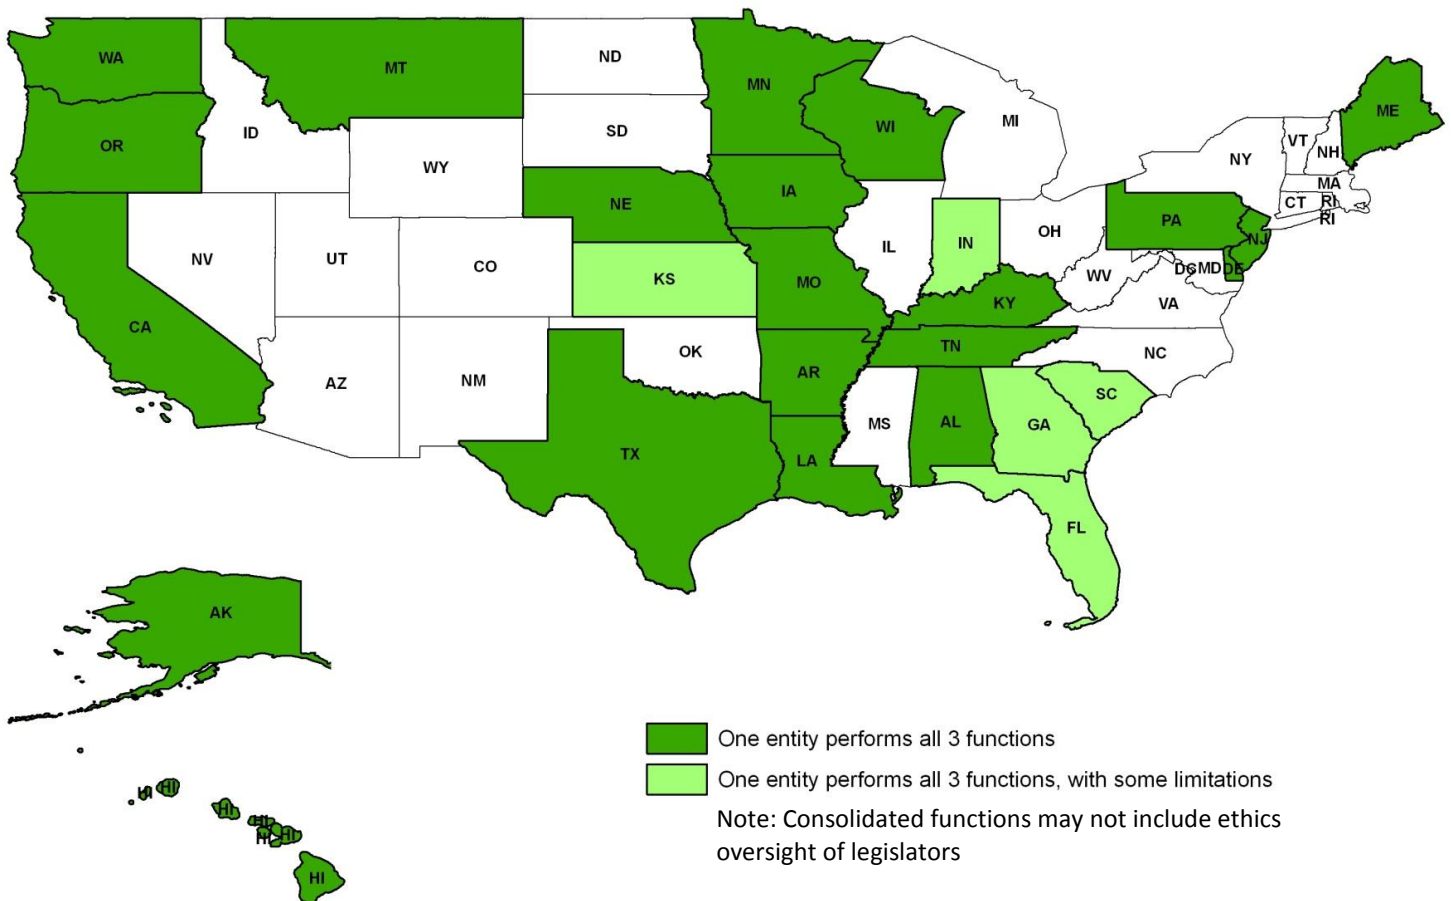 WA
MT
ND
MN
ME
OR
ID
SD
WI
MI
VT
NH
WY
NY
MA
NE
IA
CT
RI
RI
PA
NV
UT
CO
KS
MO
IL
IN
OH
NJ
WV
DC
MD
DE
CA
KY
VA
AZ
NM
OK
AR
TN
NC
SC
TX
LA
MS
AL
GA
FL
AK
HI
HI
HI
HI
HI
HI
HI
One entity performs all 3 functions
One entity performs all 3 functions, with some limitations
Note: Consolidated functions may not include ethics
oversight of legislators